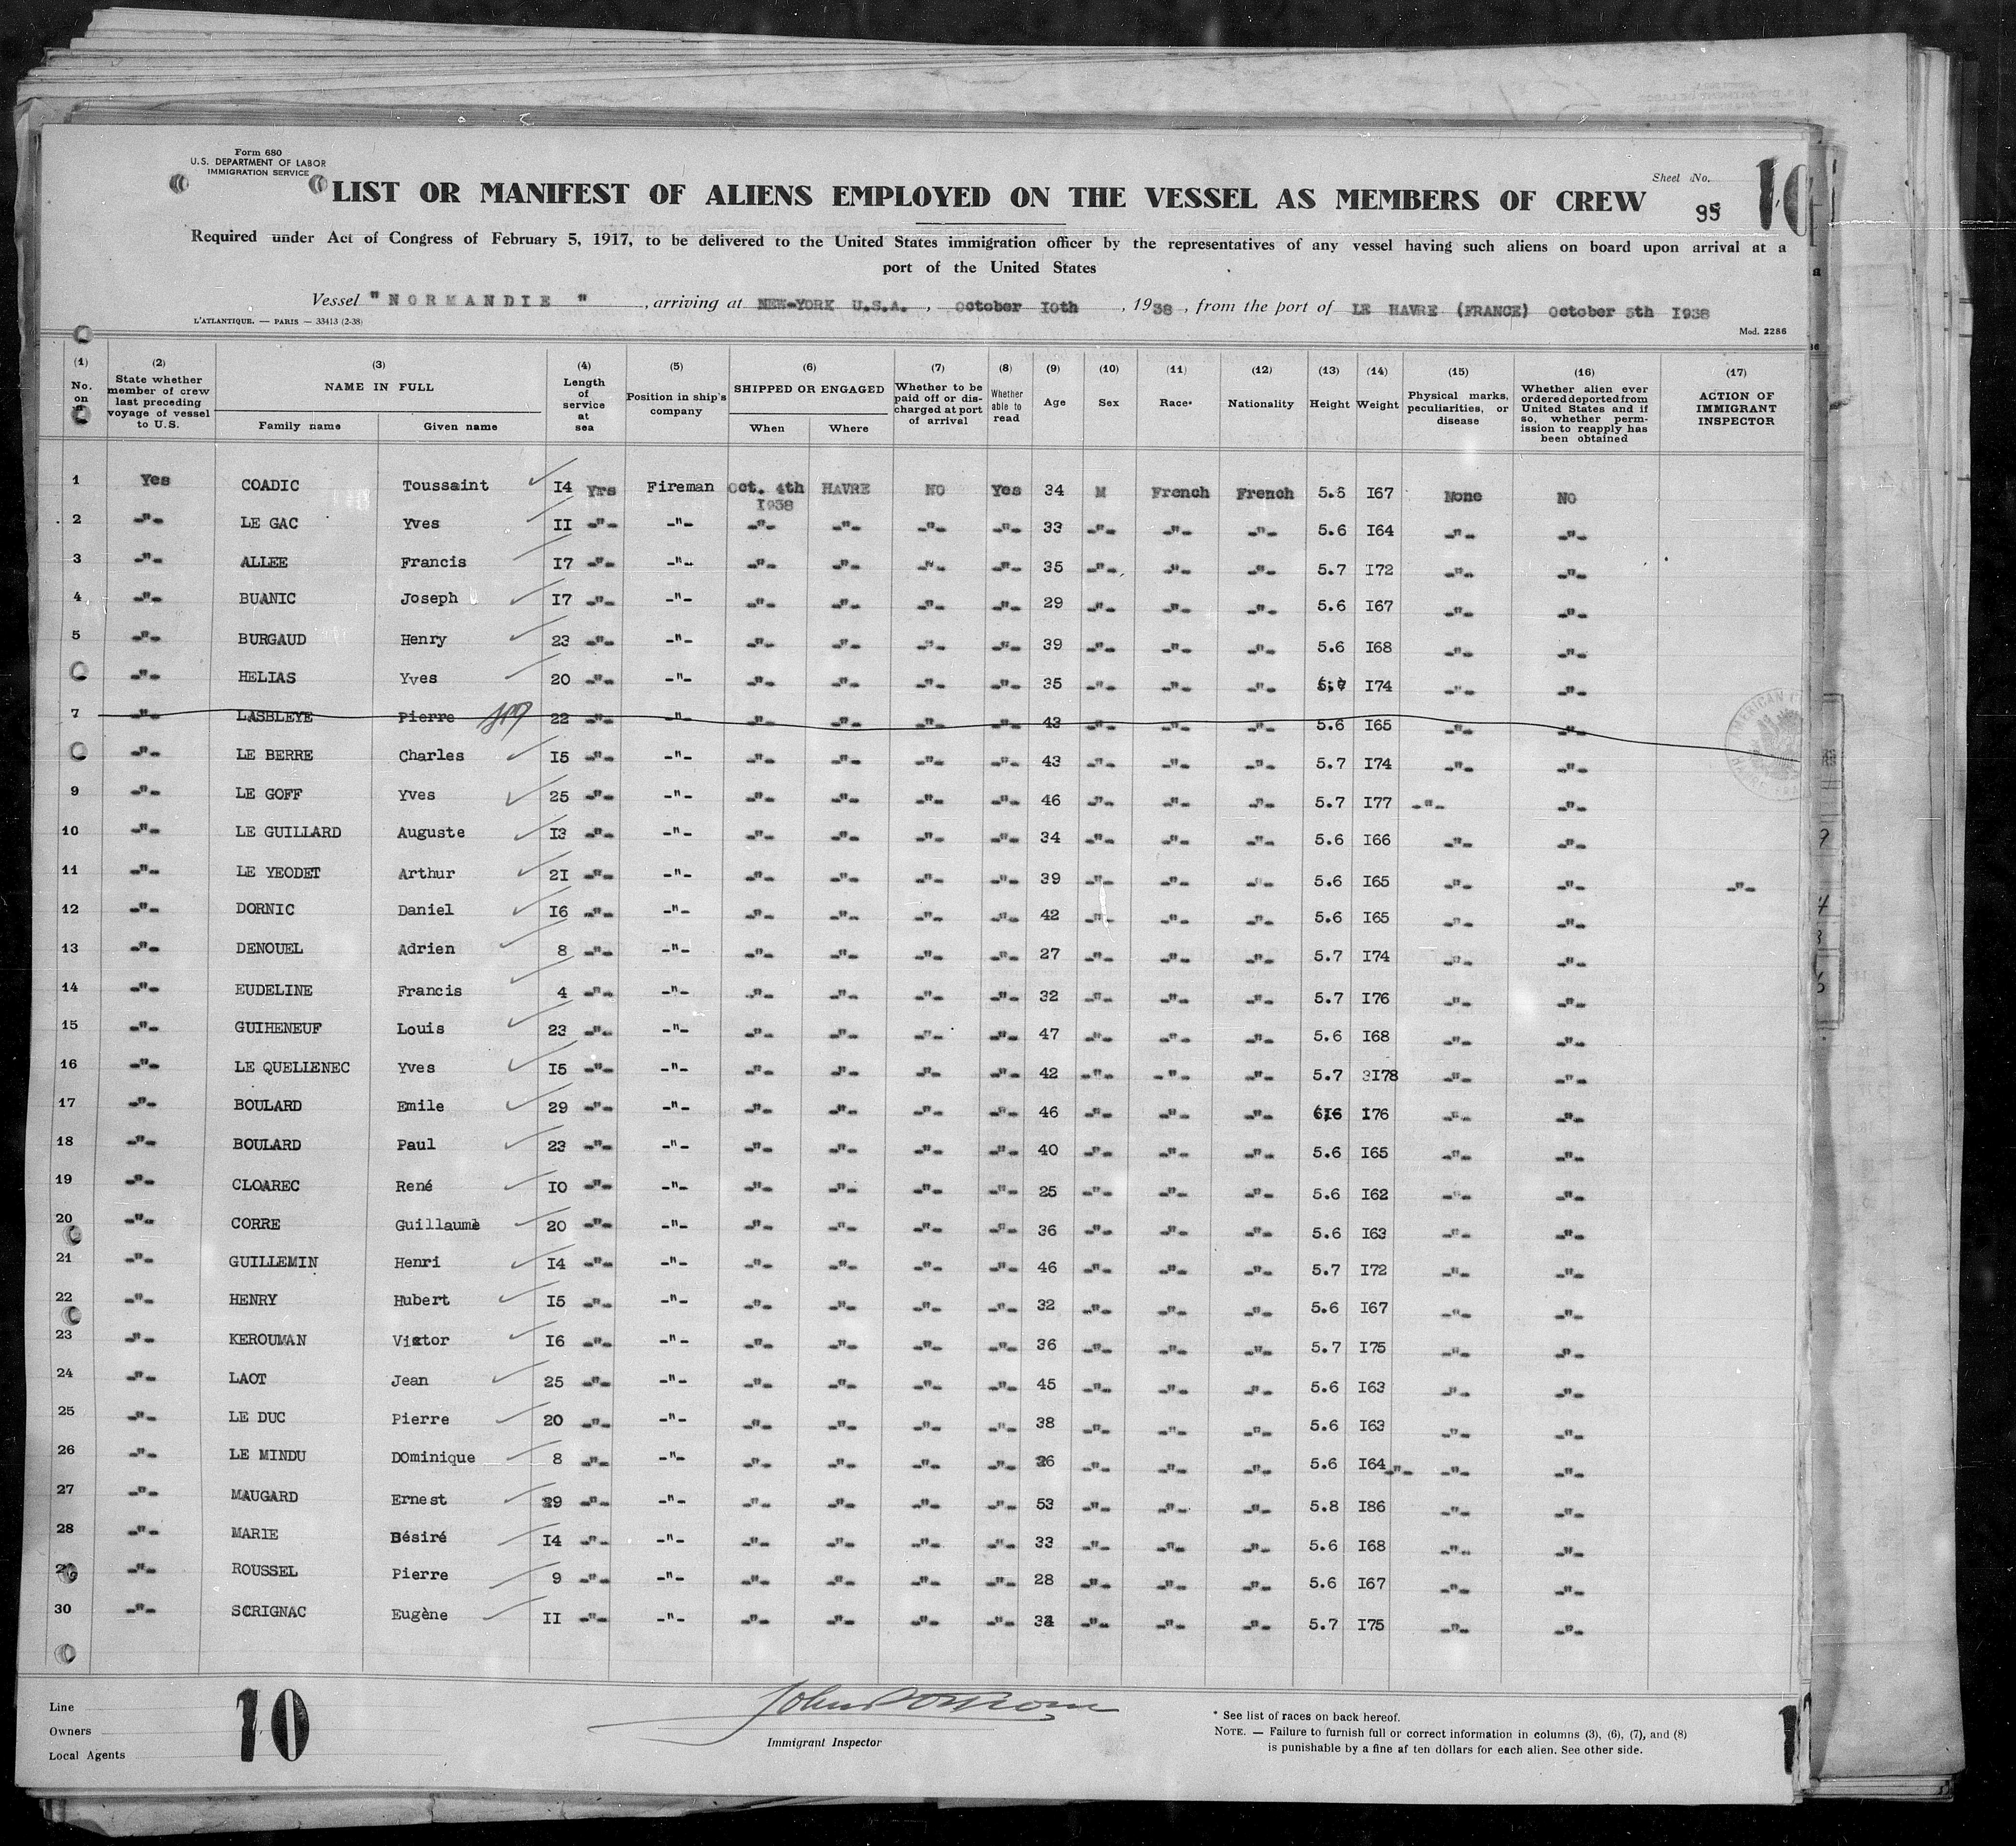 Form 680
U.S. DEPARTMENT OF LABOR
IMMIGRATION SERVICE
Sheet No.
95
10
LIST OR MANIFEST OF ALIENS EMPLOYED ON THE VESSEL AS MEMBERS OF CREW
Required under Act of Congress of February 5, 1917, to be delivered to the United States immigration officer by the representatives of any vessel having such aliens on board upon arrival at a
port of the United States
Vessel "NORMANDIE ", arriving at NEW-YORK U.S.A., October I0th, 1938, from the port of LE HAVRE (FRANCE) October 5th I938
L'ATLANTIQUE. — PARIS — 33413 (2-38)
Mod. 2286
(1) No. on
(2) State whether member of crew last preceding voyage of vessel to U.S.
(3) NAME IN FULL
Family name Given name
(4) Length of service at sea
(5) Position in ship's company
(6) SHIPPED OR ENGAGED
When Where
(7) Whether to be paid off or discharged at port of arrival
(8) Whether able to read
(9) Age
(10) Sex
(11) Race*
(12) Nationality
(13) Height
(14) Weight
(15) Physical marks, peculiarities, or disease
(16) Whether alien ever ordered deported from United States and if so, whether permission to reapply has been obtained
(17) ACTION OF IMMIGRANT INSPECTOR
1 Yes COADIC Toussaint I4 Yrs Fireman Oct. 4th I938 HAVRE NO Yes 34 M French French 5.6 I67 None NO
2 -"- LE GAC Yves II -"- -"- -"- -"- -"- -"- 33 -"- -"- -"- 5.6 I64 -"- -"-
3 -"- ALLEE Francis I7 -"- -"- -"- -"- -"- -"- 35 -"- -"- -"- 5.7 I72 -"- -"-
4 -"- BUANIC Joseph I7 -"- -"- -"- -"- -"- -"- 29 -"- -"- -"- 5.6 I67 -"- -"-
5 -"- BURGAUD Henry 23 -"- -"- -"- -"- -"- -"- 39 -"- -"- -"- 5.6 I68 -"- -"-
-"- HELIAS Yves 20 -"- -"- -"- -"- -"- -"- 35 -"- -"- -"- I74 -"- -"-
7 -"- LASBLEYE Pierre 22 -"- -"- -"- -"- -"- -"- 43 -"- -"- -"- 5.6 I65 -"- -"-
-"- LE BERRE Charles I5 -"- -"- -"- -"- -"- -"- 43 -"- -"- -"- 5.7 I74 -"- -"-
9 -"- LE GOFF Yves 25 -"- -"- -"- -"- -"- -"- 46 -"- -"- -"- 5.7 I77 -"- -"-
10 -"- LE GUILLARD Auguste I3 -"- -"- -"- -"- -"- -"- 34 -"- -"- -"- 5.6 I66 -"- -"-
11 -"- LE YEODET Arthur 2I -"- -"- -"- -"- -"- -"- 39 -"- -"- -"- 5.6 I65 -"- -"- -"-
12 -"- DORNIC Daniel I6 -"- -"- -"- -"- -"- -"- 42 -"- -"- -"- 5.6 I65 -"- -"-
13 -"- DENOUEL Adrien 8 -"- -"- -"- -"- -"- -"- 27 -"- -"- -"- 5.7 I74 -"- -"-
14 -"- EUDELINE Francis 4 -"- -"- -"- -"- -"- -"- 32 -"- -"- -"- 5.7 I76 -"- -"-
15 -"- GUIHENEUF Louis 23 -"- -"- -"- -"- -"- -"- 47 -"- -"- -"- 5.6 I68 -"- -"-
16 -"- LE QUELLENEC Yves I5 -"- -"- -"- -"- -"- -"- 42 -"- -"- -"- 5.7 I78 -"- -"-
17 -"- BOULARD Emile 29 -"- -"- -"- -"- -"- -"- 46 -"- -"- -"- I76 -"- -"-
18 -"- BOULARD Paul 23 -"- -"- -"- -"- -"- -"- 40 -"- -"- -"- 5.6 I65 -"- -"-
19 -"- CLOAREC René I0 -"- -"- -"- -"- -"- -"- 25 -"- -"- -"- 5.6 I62 -"- -"-
20 -"- CORRE Guillaume 20 -"- -"- -"- -"- -"- -"- 36 -"- -"- -"- 5.6 I63 -"- -"-
21 -"- GUILLEMIN Henri I4 -"- -"- -"- -"- -"- -"- 46 -"- -"- -"- 5.7 I72 -"- -"-
22 -"- HENRY Hubert I5 -"- -"- -"- -"- -"- -"- 32 -"- -"- -"- 5.6 I67 -"- -"-
23 -"- KEROUMAN Victor I6 -"- -"- -"- -"- -"- -"- 36 -"- -"- -"- 5.7 I75 -"- -"-
24 -"- LAOT Jean 25 -"- -"- -"- -"- -"- -"- 45 -"- -"- -"- 5.6 I63 -"- -"-
25 -"- LE DUC Pierre 20 -"- -"- -"- -"- -"- -"- 38 -"- -"- -"- 5.6 I63 -"- -"-
26 -"- LE MINDU DOminique 8 -"- -"- -"- -"- -"- -"- 26 -"- -"- -"- 5.6 I64 -"- -"- -"-
27 -"- MAUGARD Ernest 29 -"- -"- -"- -"- -"- -"- 53 -"- -"- -"- 5.8 I86 -"- -"-
28 -"- MARIE Désiré I4 -"- -"- -"- -"- -"- -"- 33 -"- -"- -"- 5.6 I68 -"- -"-
29 -"- ROUSSEL Pierre 9 -"- -"- -"- -"- -"- -"- 28 -"- -"- -"- 5.6 I67 -"- -"-
30 -"- SCRIGNAC Eugène II -"- -"- -"- -"- -"- -"- -"- -"- -"- 5.7 I75 -"- -"-
Line
Owners
Local Agents
10
Immigrant Inspector
* See list of races on back hereof.
NOTE. — Failure to furnish full or correct information in columns (3), (6), (7), and (8)
is punishable by a fine af ten dollars for each alien. See other side.